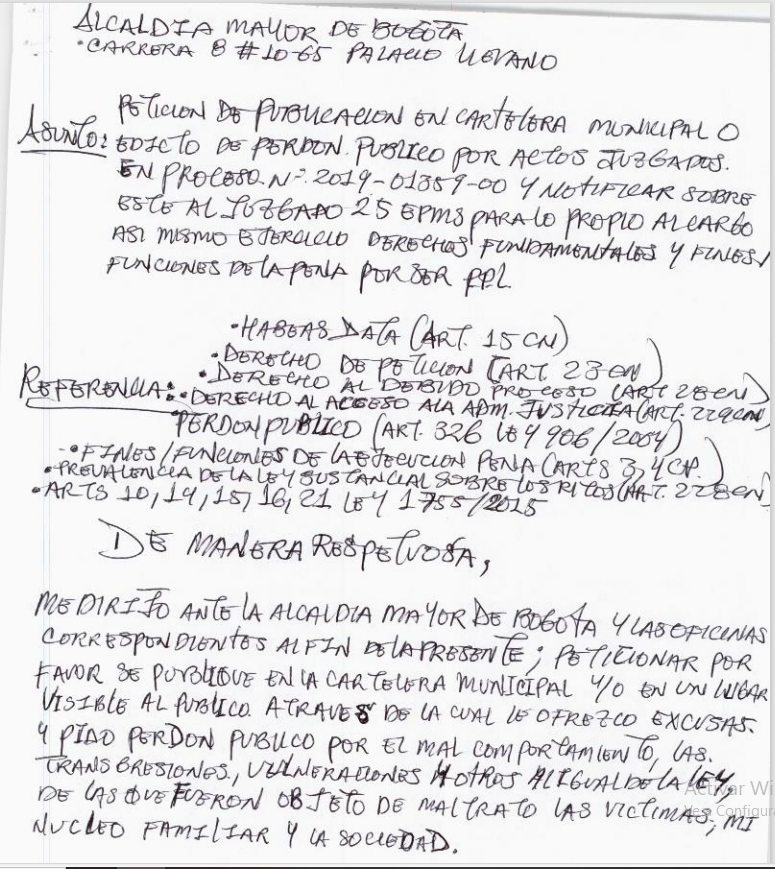 ALCALDIA MAYOR DE BOGOTA
•CARRERA 8 #10-65 PALACIO LIEVANO
ASUNTO: PETICION DE PUBLICACION EN CARTELERA MUNICIPAL O
EDICTO DE PERDON PUBLICO POR ACTOS JUZGADOS.
EN PROCESO. Nº. 2019-01359-00 Y NOTIFICAR SOBRE
ESTE AL JUZGADO 25 EPMS PARA LO PROPIO AL CARGO
ASI MISMO EJERCICIO DERECHOS FUNDAMENTALES Y FINES/
FUNCIONES DE LA PENA POR SER PPL
•HABEAS DATA (ART. 15 CN)
•DERECHO DE PETICION (ART. 23 CN)
REFERENCIA: •DERECHO AL DEBIDO PROCESO (ART 28 CN)
•DERECHO AL ACCESO A LA ADM. JUSTICIA (ART. 229 CN)
PERDON PUBLICO (ART. 326 LEY 906/2004)
•FINES/FUNCIONES DE LA EJECUCION PENA (ARTS 3, 4 CP.)
•PREVALENCIA DE LA LEY SUSTANCIAL SOBRE LOS RITOS (ART. 228 CN)
•ARTS 10, 14, 15, 16, 21 LEY 1755/2015
DE MANERA RESPETUOSA,
ME DIRIJO ANTE LA ALCALDIA MAYOR DE BOGOTA Y LAS OFICINAS
CORRESPONDIENTES AL FIN DE LA PRESENTE; PETICIONAR POR
FAVOR SE PUBLIQUE EN LA CARTELERA MUNICIPAL Y/O EN UN LUGAR
VISIBLE AL PUBLICO. ATRAVES DE LA CUAL LE OFREZCO EXCUSAS.
Y PIDO PERDON PUBLICO POR EL MAL COMPORTAMIENTO, LAS.
TRANSGRESIONES, VULNERACIONES Y OTROS AL IGUAL DE LA LEY,
DE LAS QUE FUERON OBJETO DE MALTRATO LAS VICTIMAS, MI
NUCLEO FAMILIAR Y LA SOCIEDAD.
Activar Wi
Ve a Configura